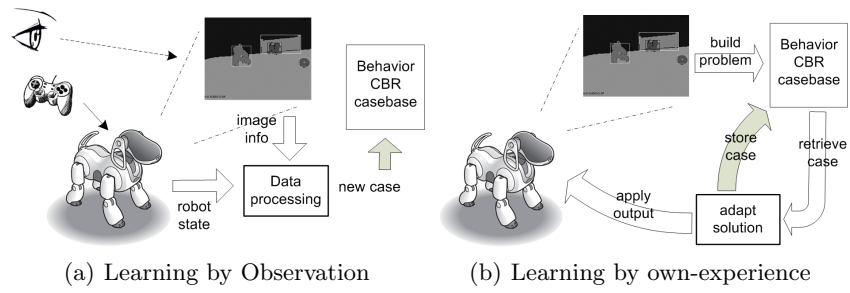 Behavior
CBR
casebase
image
info
Data
processing
new case
robot
state
(a) Learning by Observation
build
problem
Behavior
CBR
casebase
store
case
retrieve
case
apply
output
adapt
solution
(b) Learning by own-experience